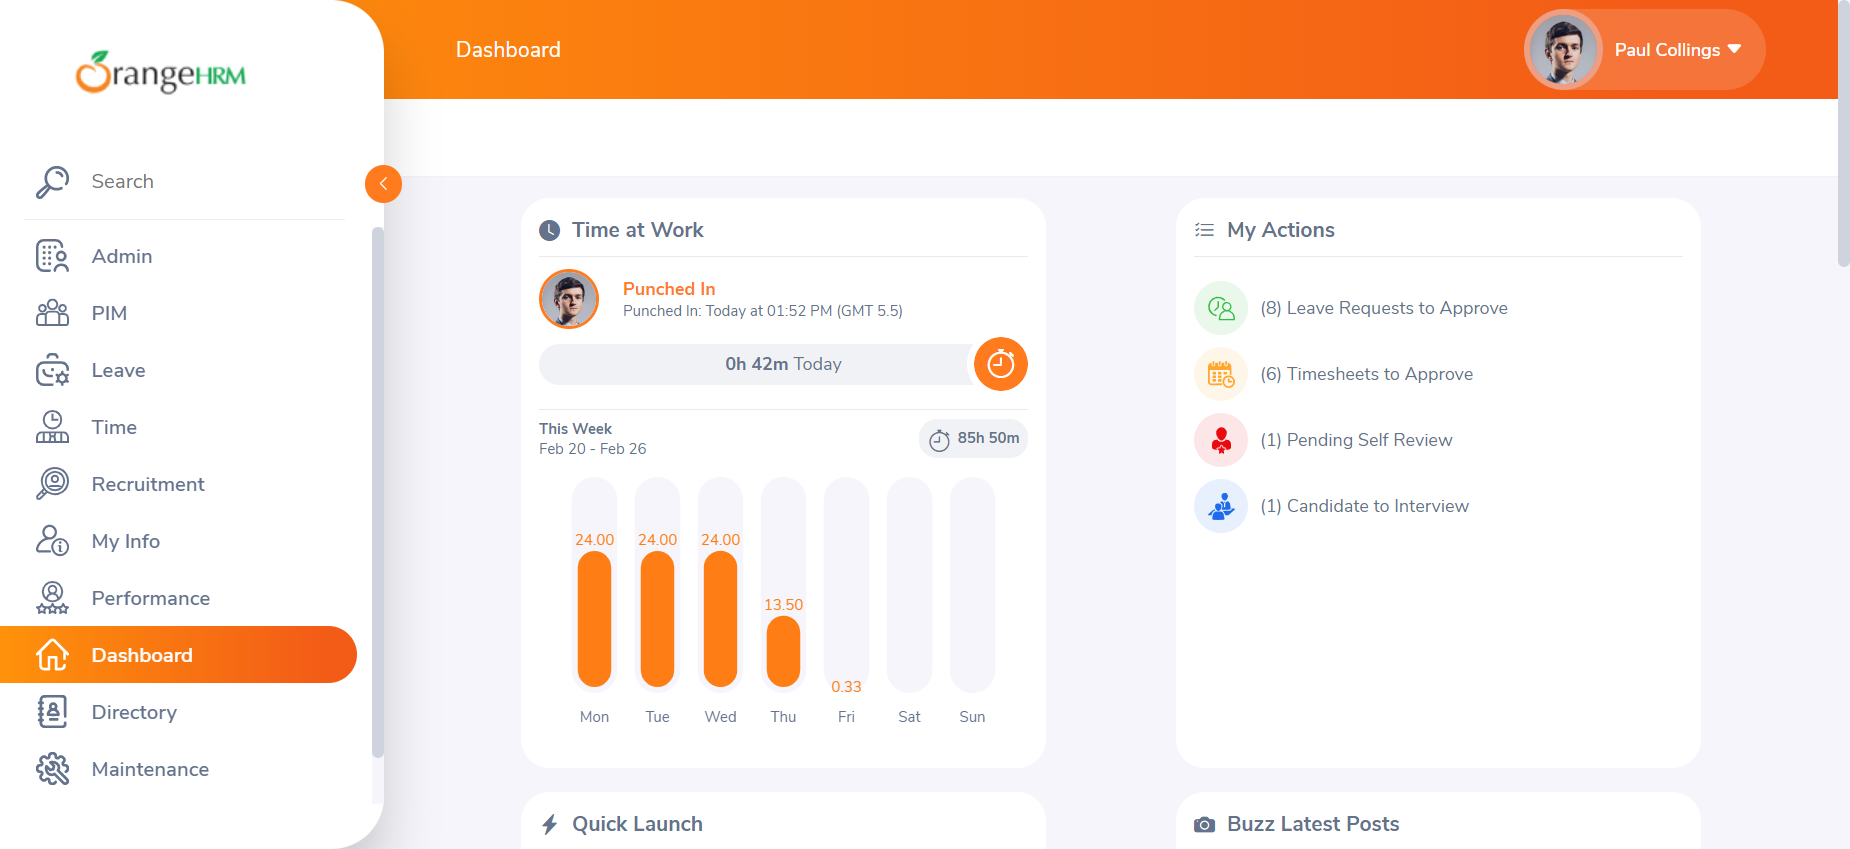 OrangeHRM
Search
Admin
PIM
Leave
Time
Recruitment
My Info
Performance
Dashboard
Directory
Maintenance
Dashboard
Paul Collings
Time at Work
Punched In
Punched In: Today at 01:52 PM (GMT 5.5)
0h 42m Today
This Week
Feb 20 - Feb 26
85h 50m
24.00 24.00 24.00
13.50
0.33
Mon Tue Wed Thu Fri Sat Sun
My Actions
(8) Leave Requests to Approve
(6) Timesheets to Approve
(1) Pending Self Review
(1) Candidate to Interview
Quick Launch
Buzz Latest Posts